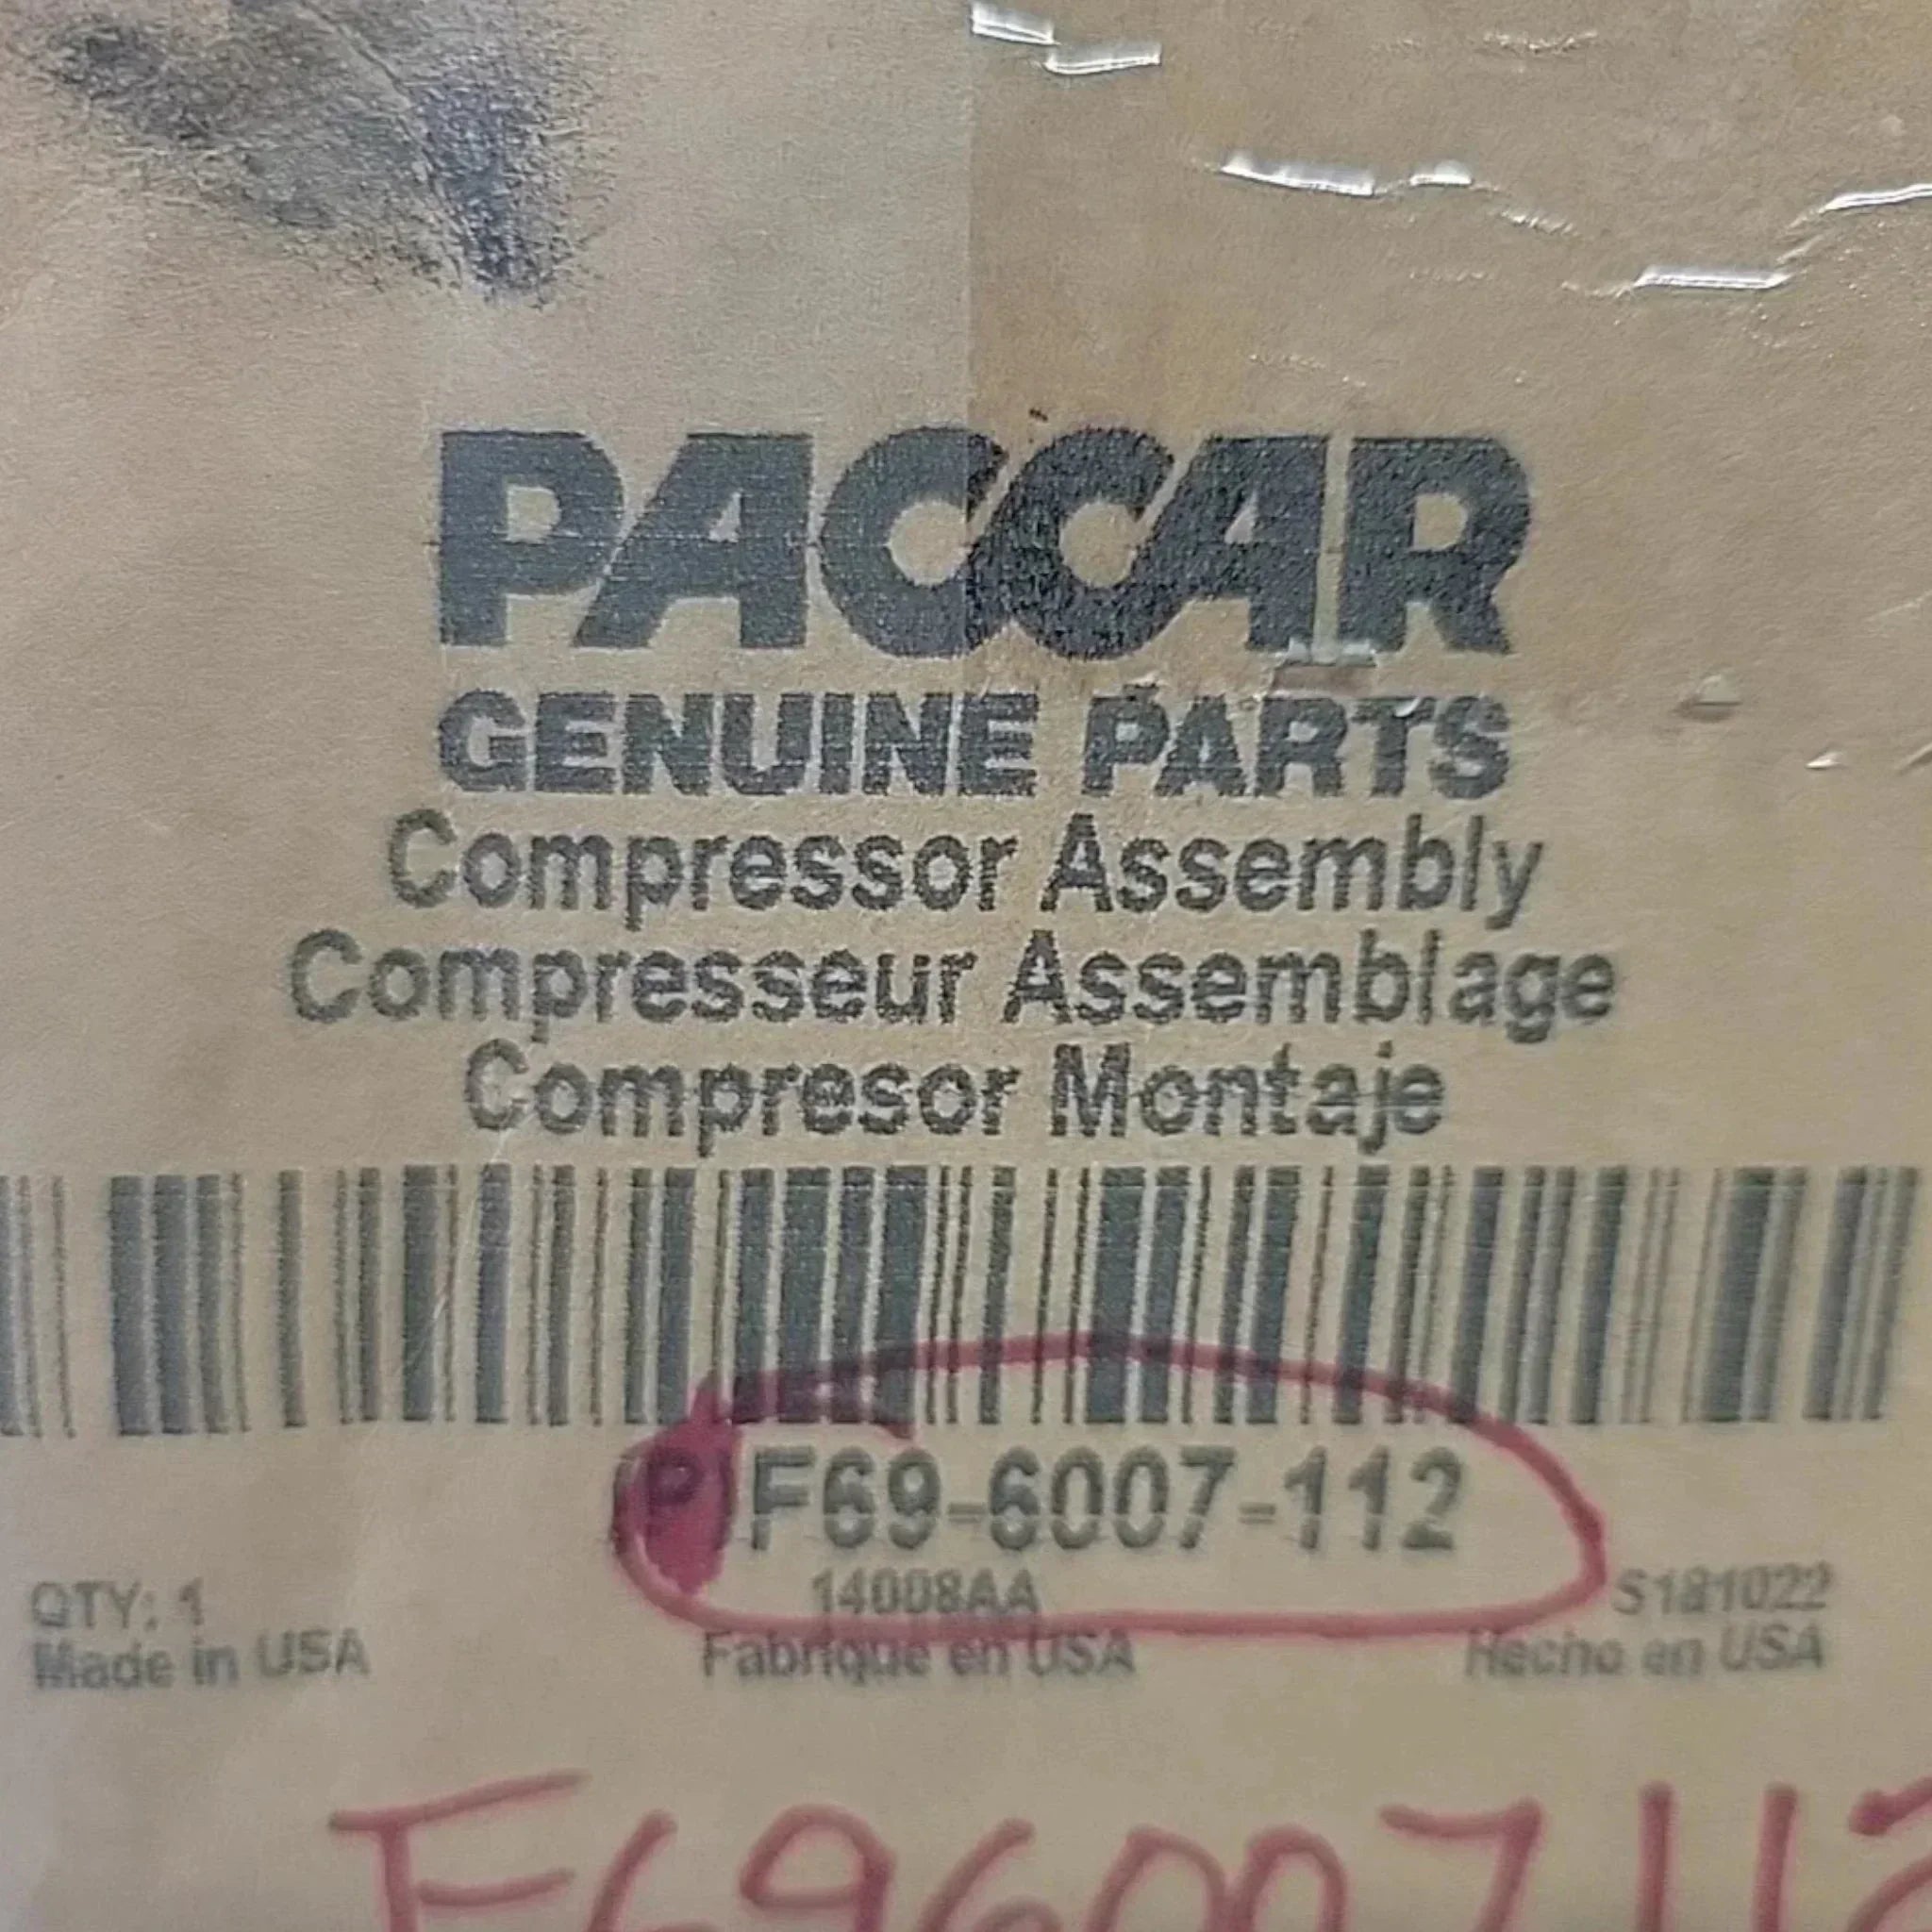 PACCAR
GENUINE PARTS
Compressor Assembly
Compresseur Assemblage
Compresor Montaje
P F69-6007-112
14008AA
QTY: 1
S181022
Made in USA
Fabrique en USA
Hecho en USA
F696007112